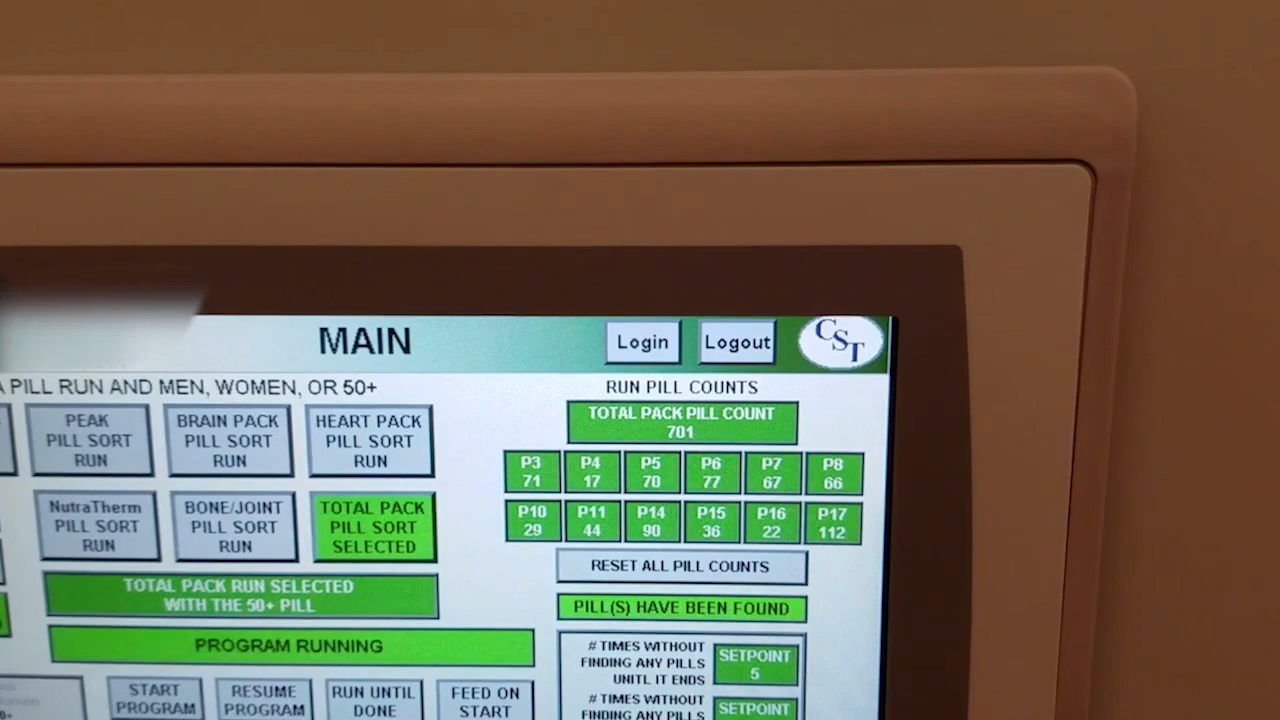 MAIN
Login
Logout
CST
A PILL RUN AND MEN, WOMEN, OR 50+
RUN PILL COUNTS
PEAK
PILL SORT
RUN
BRAIN PACK
PILL SORT
RUN
HEART PACK
PILL SORT
RUN
TOTAL PACK PILL COUNT
701
P3
71
P4
17
P5
70
P6
77
P7
67
P8
66
NutraTherm
PILL SORT
RUN
BONE/JOINT
PILL SORT
RUN
TOTAL PACK
PILL SORT
SELECTED
P10
29
P11
44
P14
90
P15
36
P16
22
P17
112
RESET ALL PILL COUNTS
TOTAL PACK RUN SELECTED
WITH THE 50+ PILL
PILL(S) HAVE BEEN FOUND
PROGRAM RUNNING
# TIMES WITHOUT
FINDING ANY PILLS
UNITL IT ENDS
SETPOINT
5
START
PROGRAM
RESUME
PROGRAM
RUN UNTIL
DONE
FEED ON
START
# TIMES WITHOUT
FINDING ANY PILLS
SETPOINT